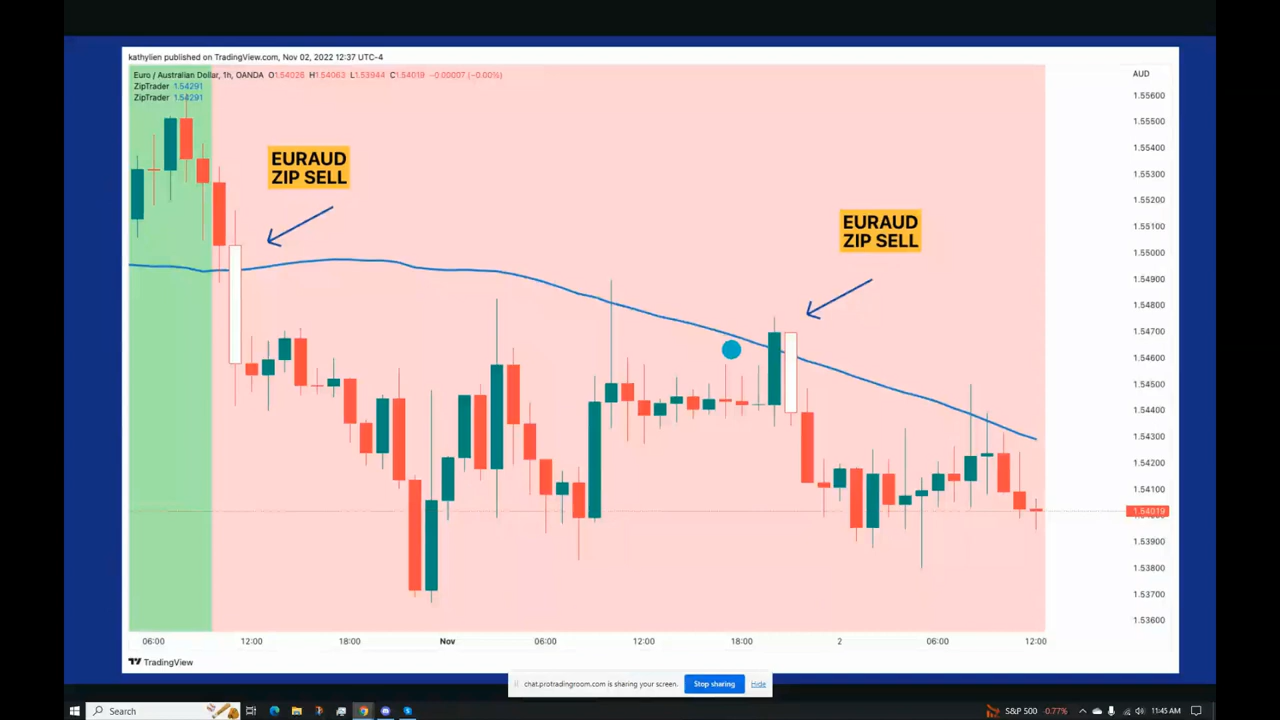 kathylien published on TradingView.com, Nov 02, 2022 12:37 UTC-4
Euro / Australian Dollar, 1h, OANDA O1.54026 H1.54063 L1.53944 C1.54019 −0.00007 (−0.00%)
ZipTrader 1.54291
ZipTrader 1.54291
AUD
EURAUD
ZIP SELL
EURAUD
ZIP SELL
1.55600
1.55500
1.55400
1.55300
1.55200
1.55100
1.55000
1.54900
1.54800
1.54700
1.54600
1.54500
1.54400
1.54300
1.54200
1.54100
1.54019
1.53900
1.53800
1.53700
1.53600
06:00 12:00 18:00 Nov 06:00 12:00 18:00 2 06:00 12:00
TradingView
chat.protradingroom.com is sharing your screen. Stop sharing Hide
Search S&P 500 -0.77% 11:45 AM